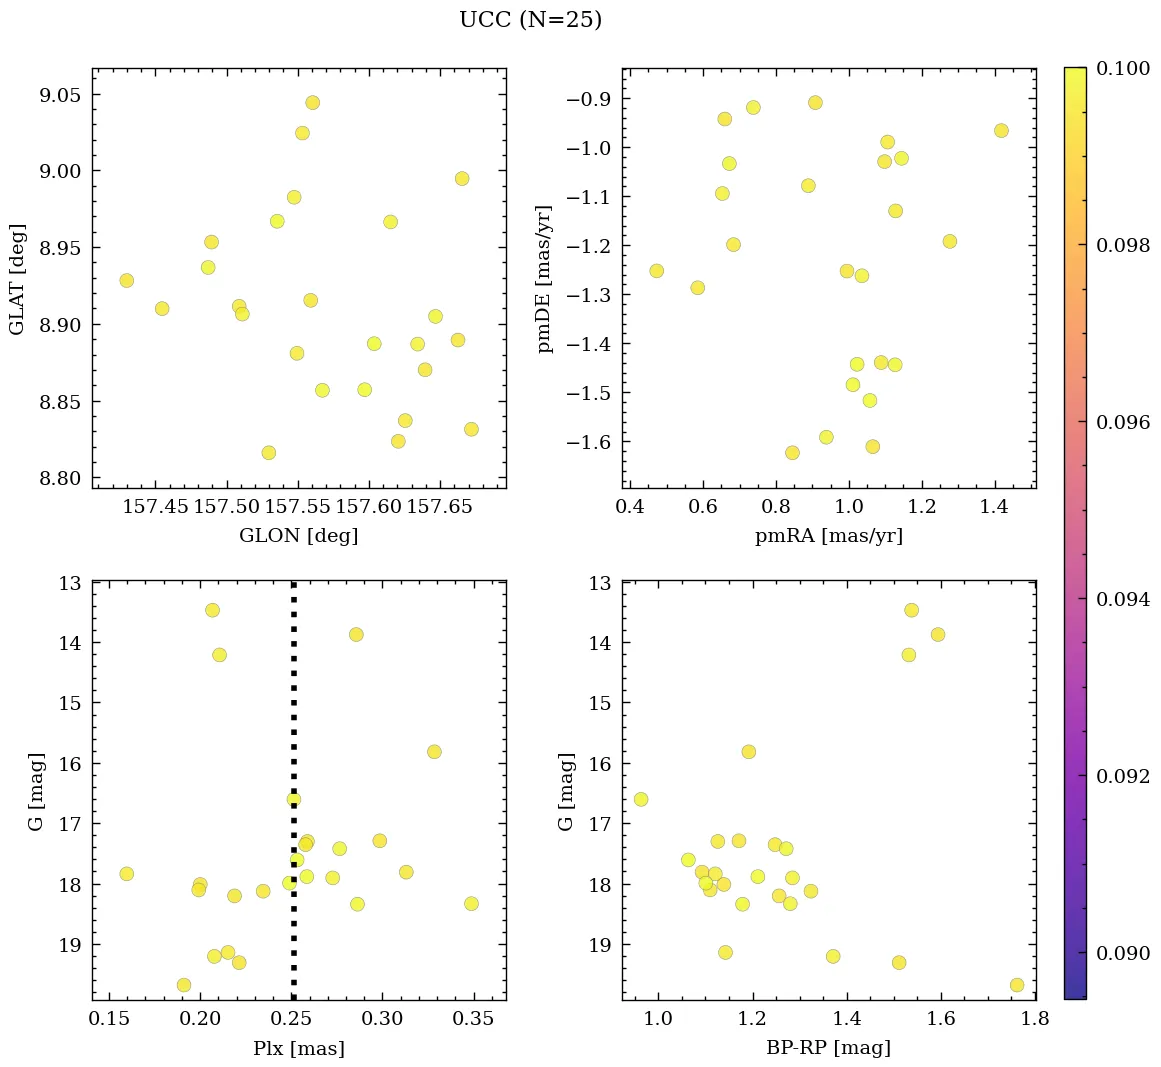 UCC (N=25)
9.05
9.00
8.95
8.90
8.85
8.80
GLAT [deg]
157.45 157.50 157.55 157.60 157.65
GLON [deg]
−0.9
−1.0
−1.1
−1.2
−1.3
−1.4
−1.5
−1.6
pmDE [mas/yr]
0.4 0.6 0.8 1.0 1.2 1.4
pmRA [mas/yr]
0.100
0.098
0.096
0.094
0.092
0.090
13
14
15
16
17
18
19
G [mag]
0.15 0.20 0.25 0.30 0.35
Plx [mas]
13
14
15
16
17
18
19
G [mag]
1.0 1.2 1.4 1.6 1.8
BP-RP [mag]